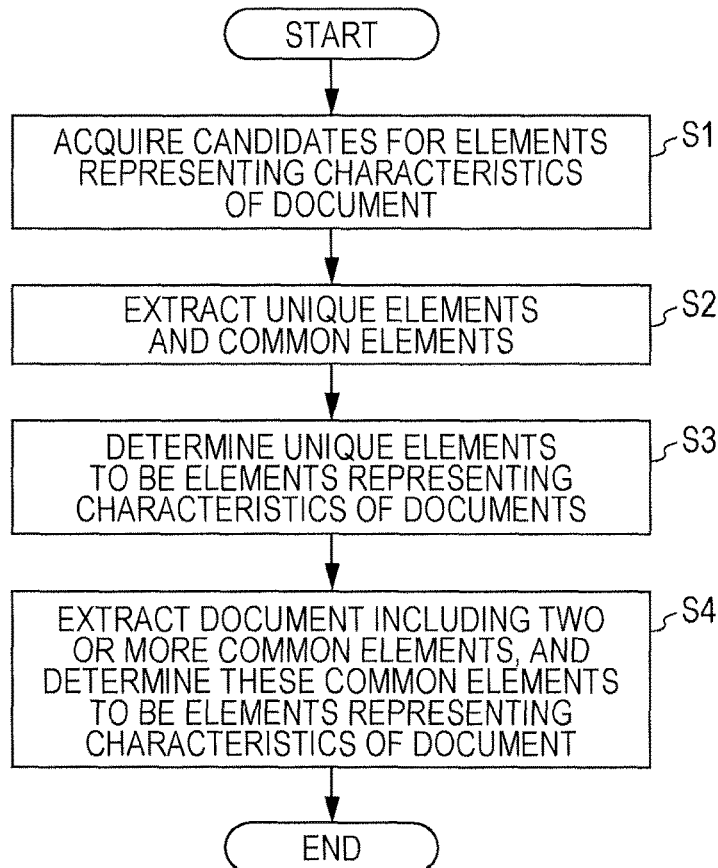 START
ACQUIRE CANDIDATES FOR ELEMENTS
REPRESENTING CHARACTERISTICS
OF DOCUMENT
S1
EXTRACT UNIQUE ELEMENTS
AND COMMON ELEMENTS
S2
DETERMINE UNIQUE ELEMENTS
TO BE ELEMENTS REPRESENTING
CHARACTERISTICS OF DOCUMENTS
S3
EXTRACT DOCUMENT INCLUDING TWO
OR MORE COMMON ELEMENTS, AND
DETERMINE THESE COMMON ELEMENTS
TO BE ELEMENTS REPRESENTING
CHARACTERISTICS OF DOCUMENT
S4
END